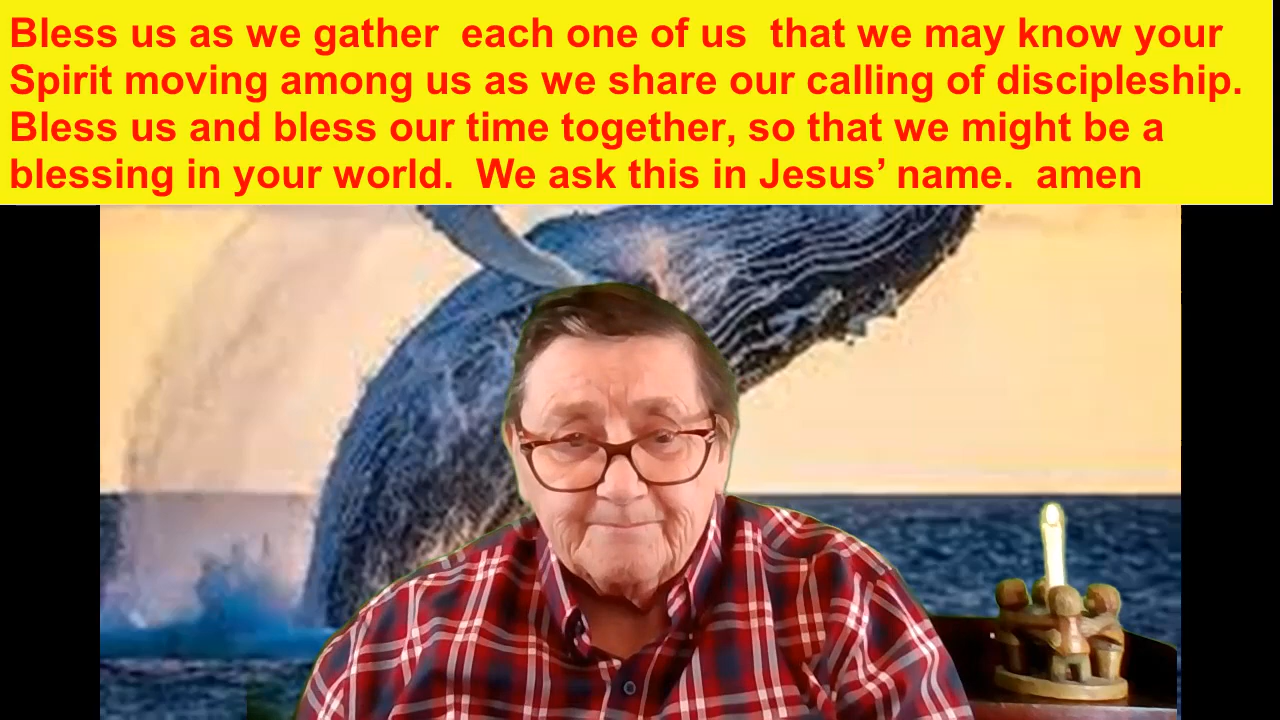 Bless us as we gather  each one of us  that we may know your
Spirit moving among us as we share our calling of discipleship.
Bless us and bless our time together, so that we might be a
blessing in your world.  We ask this in Jesus’ name.  amen